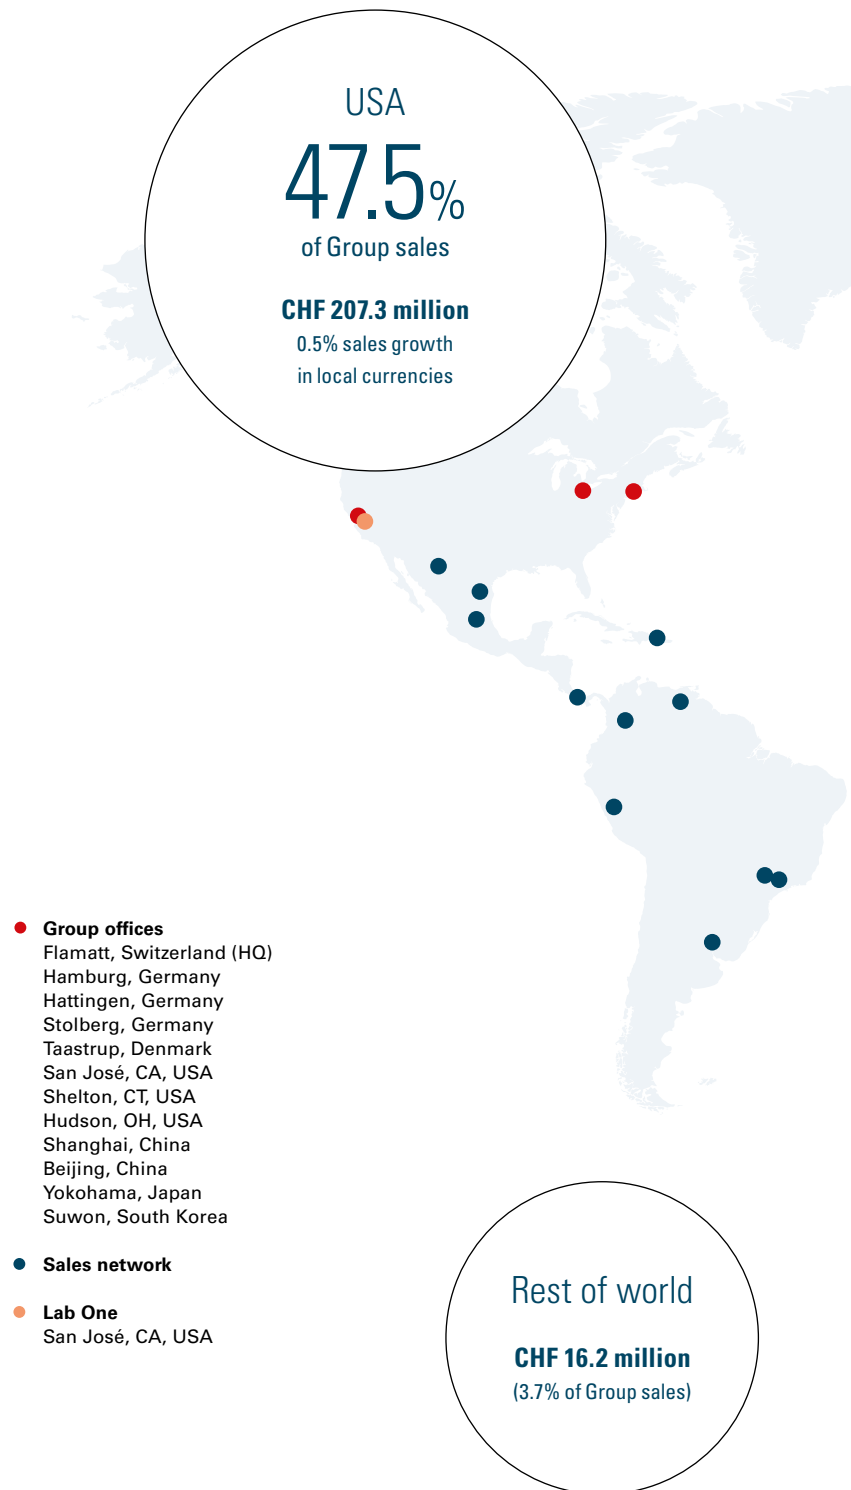 USA
47.5%
of Group sales
CHF 207.3 million
0.5% sales growth
in local currencies
Group offices
Flamatt, Switzerland (HQ)
Hamburg, Germany
Hattingen, Germany
Stolberg, Germany
Taastrup, Denmark
San José, CA, USA
Shelton, CT, USA
Hudson, OH, USA
Shanghai, China
Beijing, China
Yokohama, Japan
Suwon, South Korea
Sales network
Lab One
San José, CA, USA
Rest of world
CHF 16.2 million
(3.7% of Group sales)